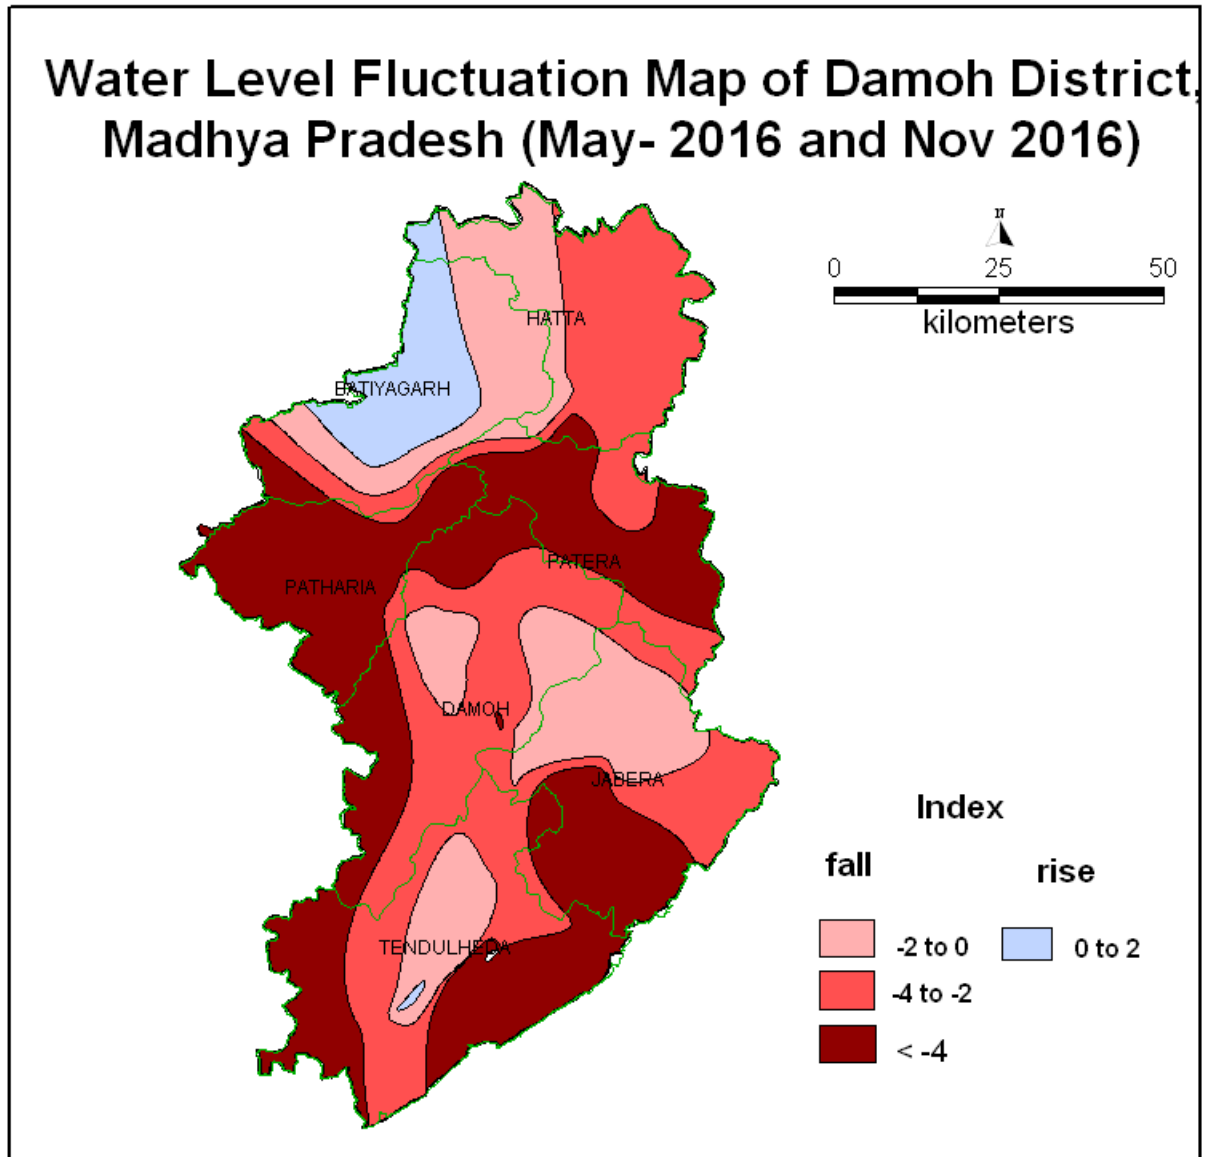 Water Level Fluctuation Map of Damoh District,
Madhya Pradesh (May- 2016 and Nov 2016)
N
0 25 50
kilometers
HATTA
BATIYAGARH
PATERA
PATHARIA
DAMOH
JABERA
TENDULHEDA
Index
fall rise
-2 to 0 0 to 2
-4 to -2
< -4